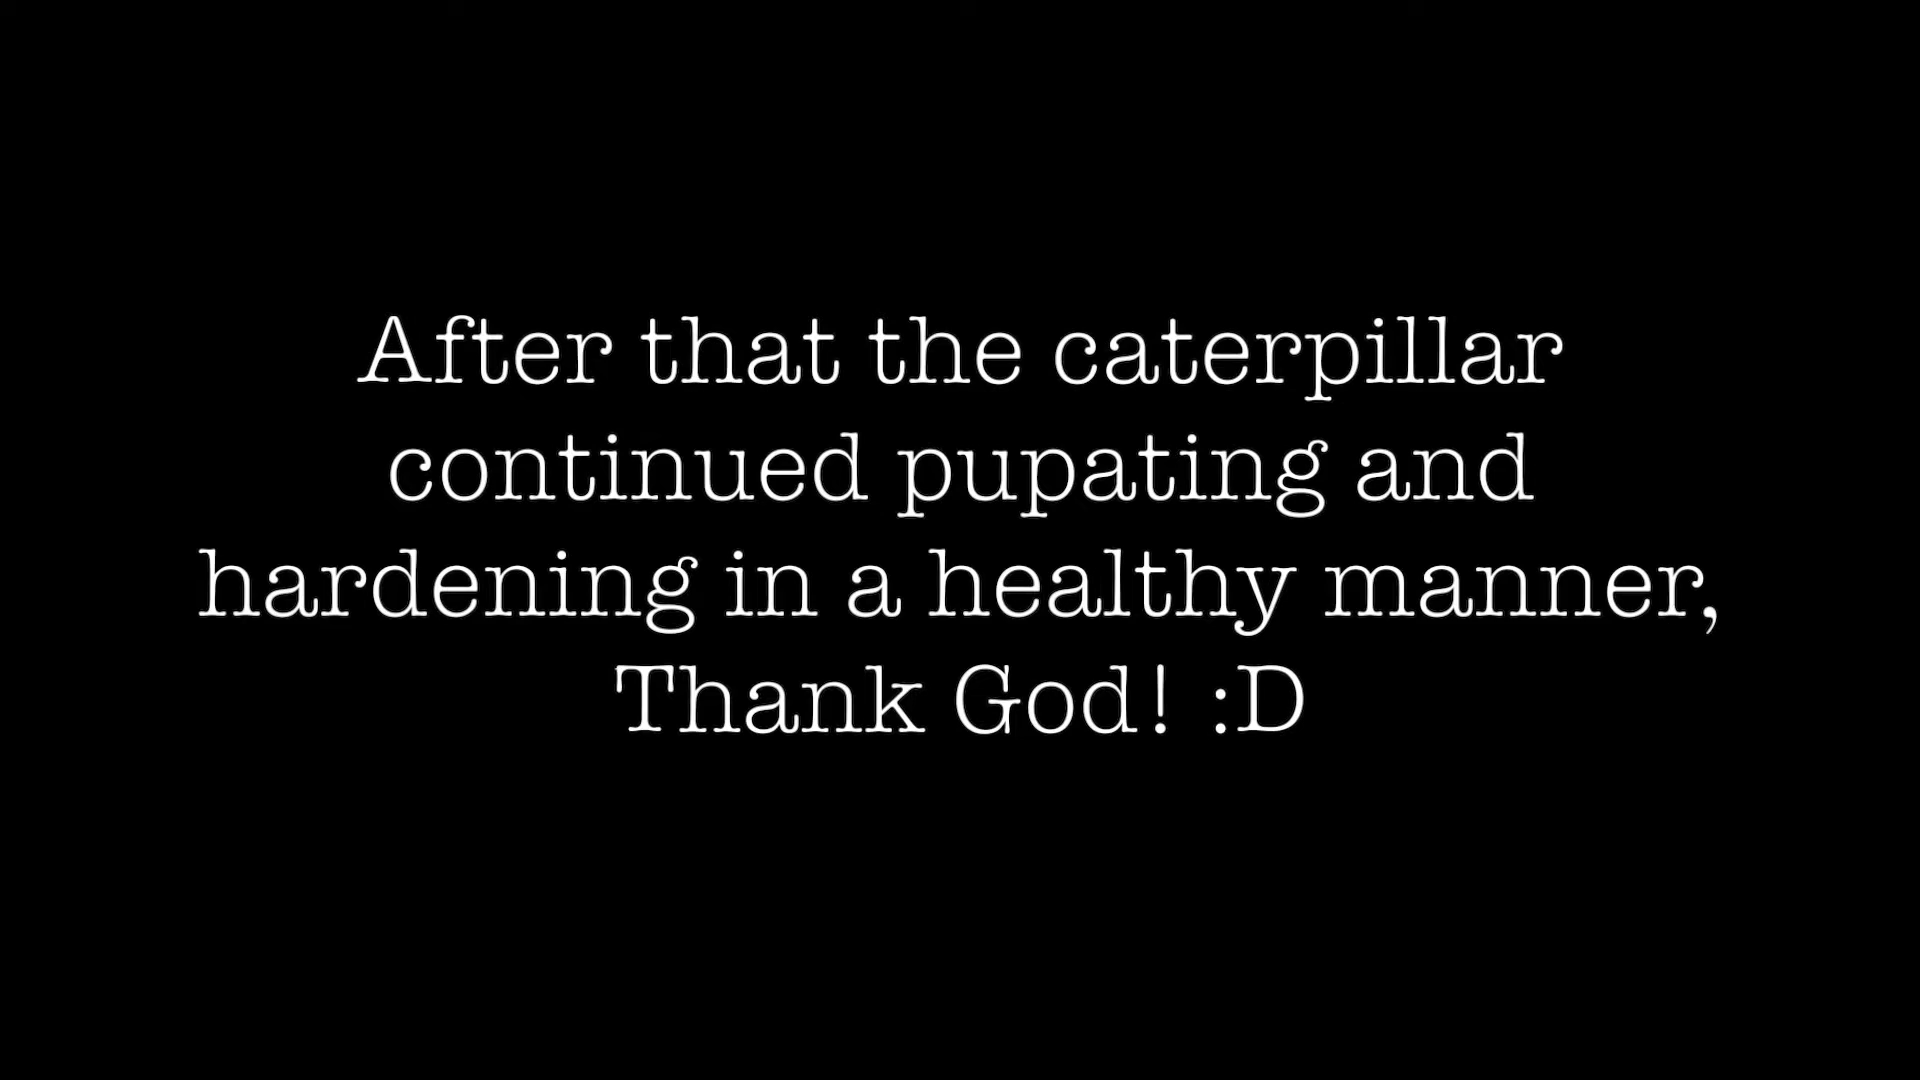 After that the caterpillar
continued pupating and
hardening in a healthy manner,
Thank God! :D